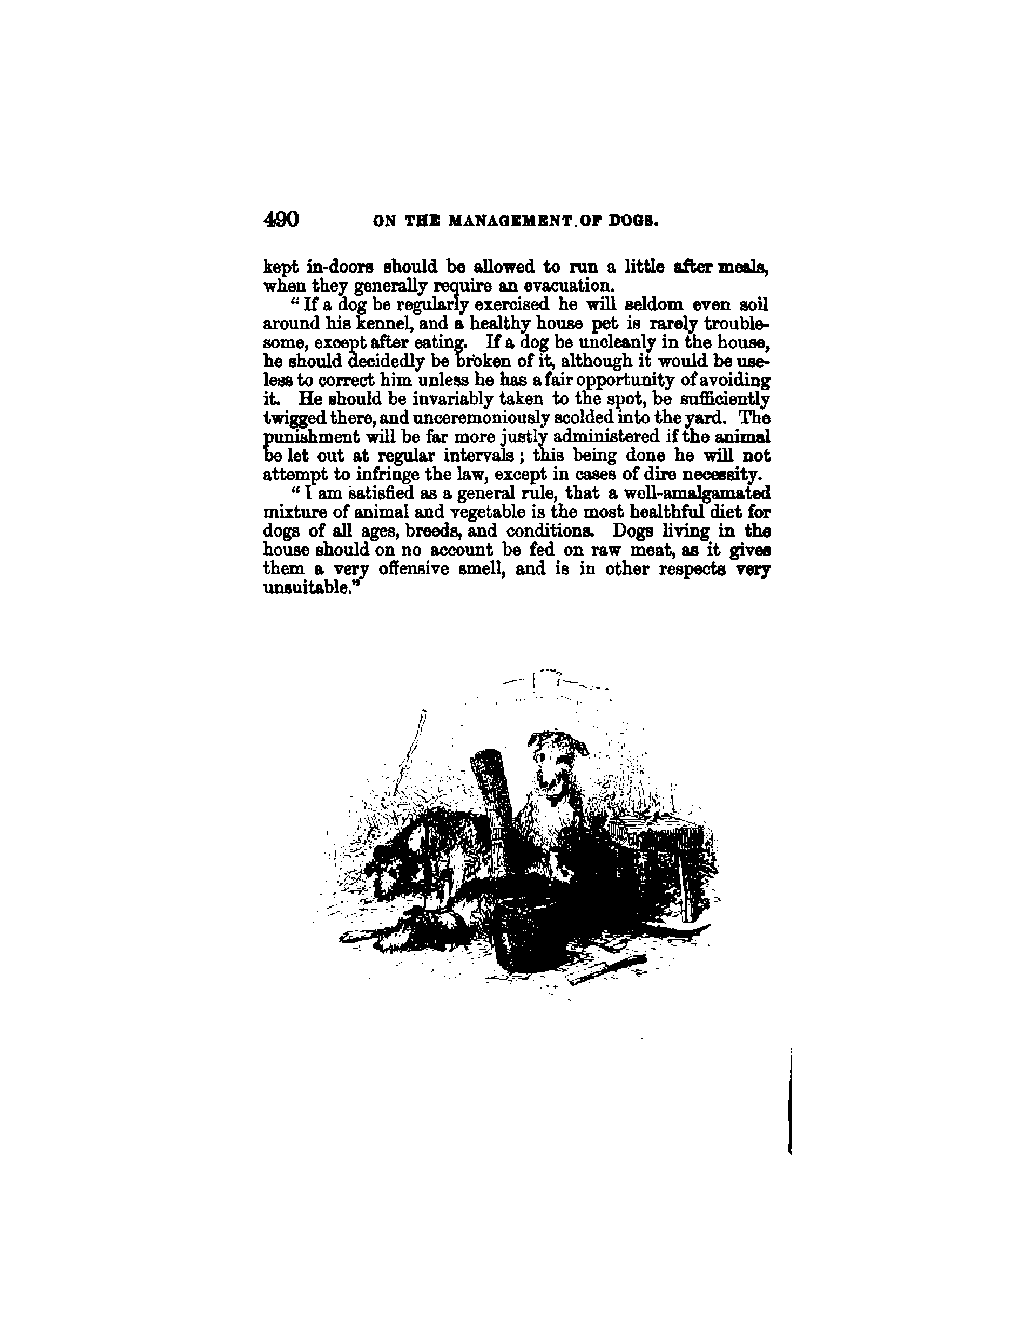 490 ON THE MANAGEMENT OF DOGS.
kept in-doors should be allowed to run a little after meals,
when they generally require an evacuation.
"If a dog be regularly exercised he will seldom even soil
around his kennel, and a healthy house pet is rarely trouble-
some, except after eating. If a dog be uncleanly in the house,
he should decidedly be broken of it, although it would be use-
less to correct him unless he has a fair opportunity of avoiding
it. He should be invariably taken to the spot, be sufficiently
twigged there, and unceremoniously scolded into the yard. The
punishment will be far more justly administered if the animal
be let out at regular intervals; this being done he will not
attempt to infringe the law, except in cases of dire necessity.
"I am satisfied as a general rule, that a well-amalgamated
mixture of animal and vegetable is the most healthful diet for
dogs of all ages, breeds, and conditions. Dogs living in the
house should on no account be fed on raw meat, as it gives
them a very offensive smell, and is in other respects very
unsuitable."